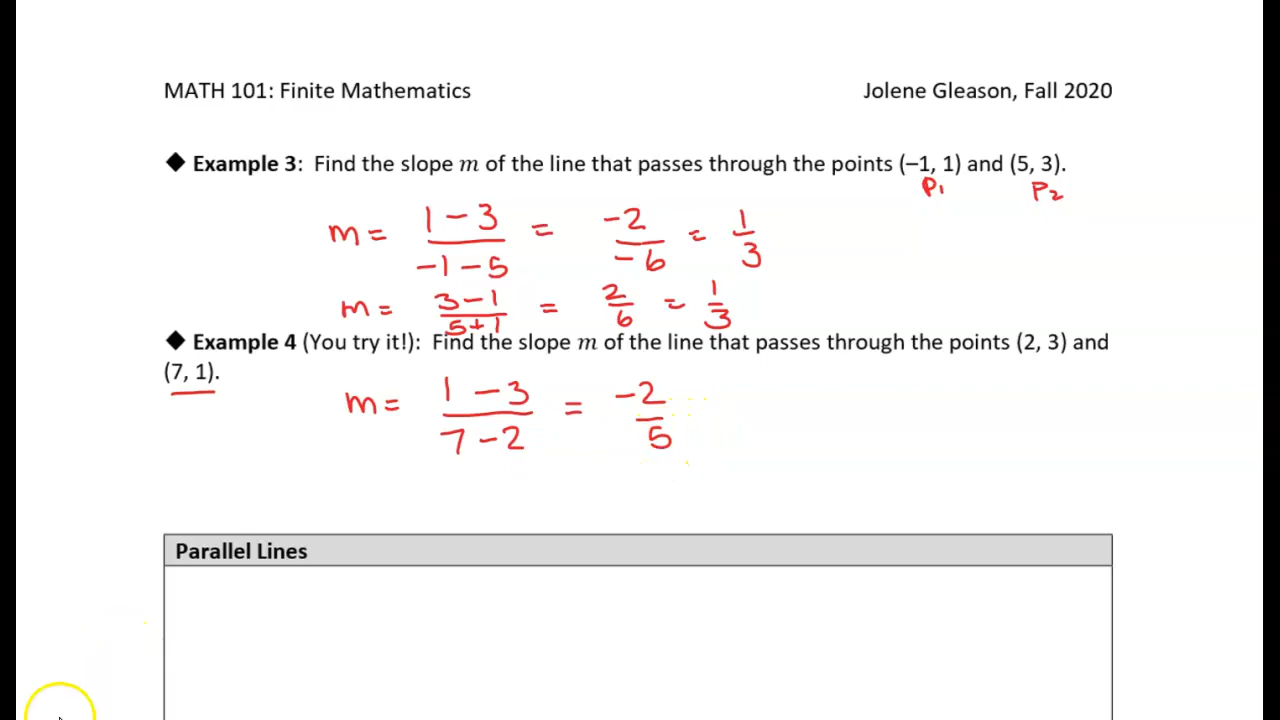 MATH 101: Finite Mathematics Jolene Gleason, Fall 2020
◆ Example 3: Find the slope m of the line that passes through the points (–1, 1) and (5, 3).
P1 P2
m = (1 – 3)/(–1 – 5) = –2/–6 = 1/3
m = (3 – 1)/(5 + 1) = 2/6 = 1/3
◆ Example 4 (You try it!): Find the slope m of the line that passes through the points (2, 3) and
(7, 1).
m = (1 – 3)/(7 – 2) = –2/5
Parallel Lines